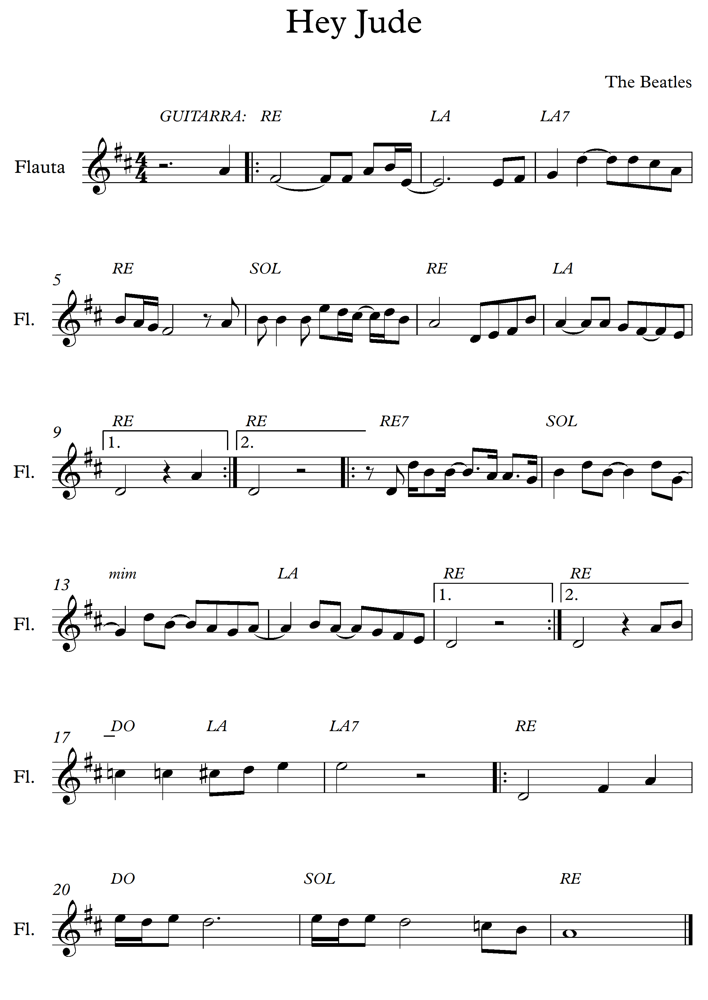 Hey Jude
The Beatles
GUITARRA: RE LA LA7
Flauta
4
4
RE SOL RE LA
5
Fl.
RE RE RE7 SOL
9
1. 2.
Fl.
mim LA RE RE
13
1. 2.
Fl.
DO LA LA7 RE
17
Fl.
DO SOL RE
20
Fl.